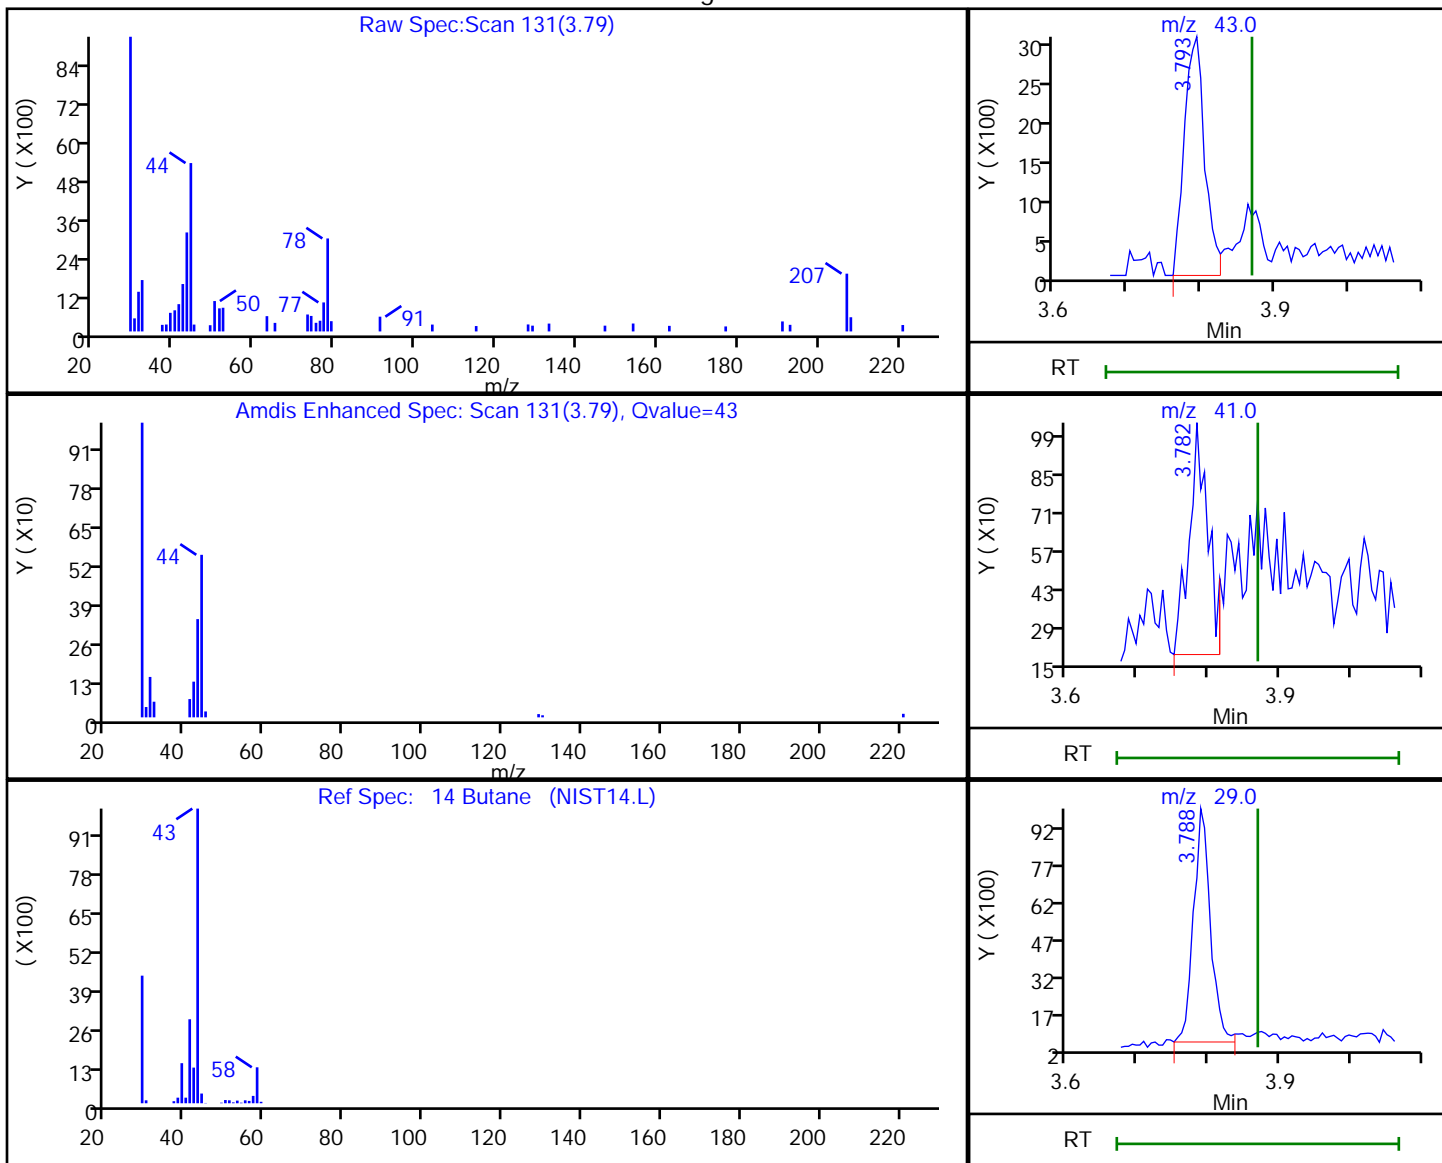 Raw Spec:Scan 131(3.79)
Y ( X100)
84
72
60
48
36
24
12
0
44
50
77
78
91
207
20 40 60 80 100 120 140 160 180 200 220
m/z
m/z 43.0
Y ( X100)
30
25
20
15
10
5
0
3.793
3.6 3.9
Min
RT
Amdis Enhanced Spec: Scan 131(3.79), Qvalue=43
Y ( X10)
91
78
65
52
39
26
13
0
44
20 40 60 80 100 120 140 160 180 200 220
m/z
m/z 41.0
Y ( X10)
99
85
71
57
43
29
15
3.782
3.6 3.9
Min
RT
Ref Spec: 14 Butane (NIST14.L)
( X100)
91
78
65
52
39
26
13
0
43
58
20 40 60 80 100 120 140 160 180 200 220
m/z 29.0
Y ( X100)
92
77
62
47
32
17
2
3.788
3.6 3.9
Min
RT